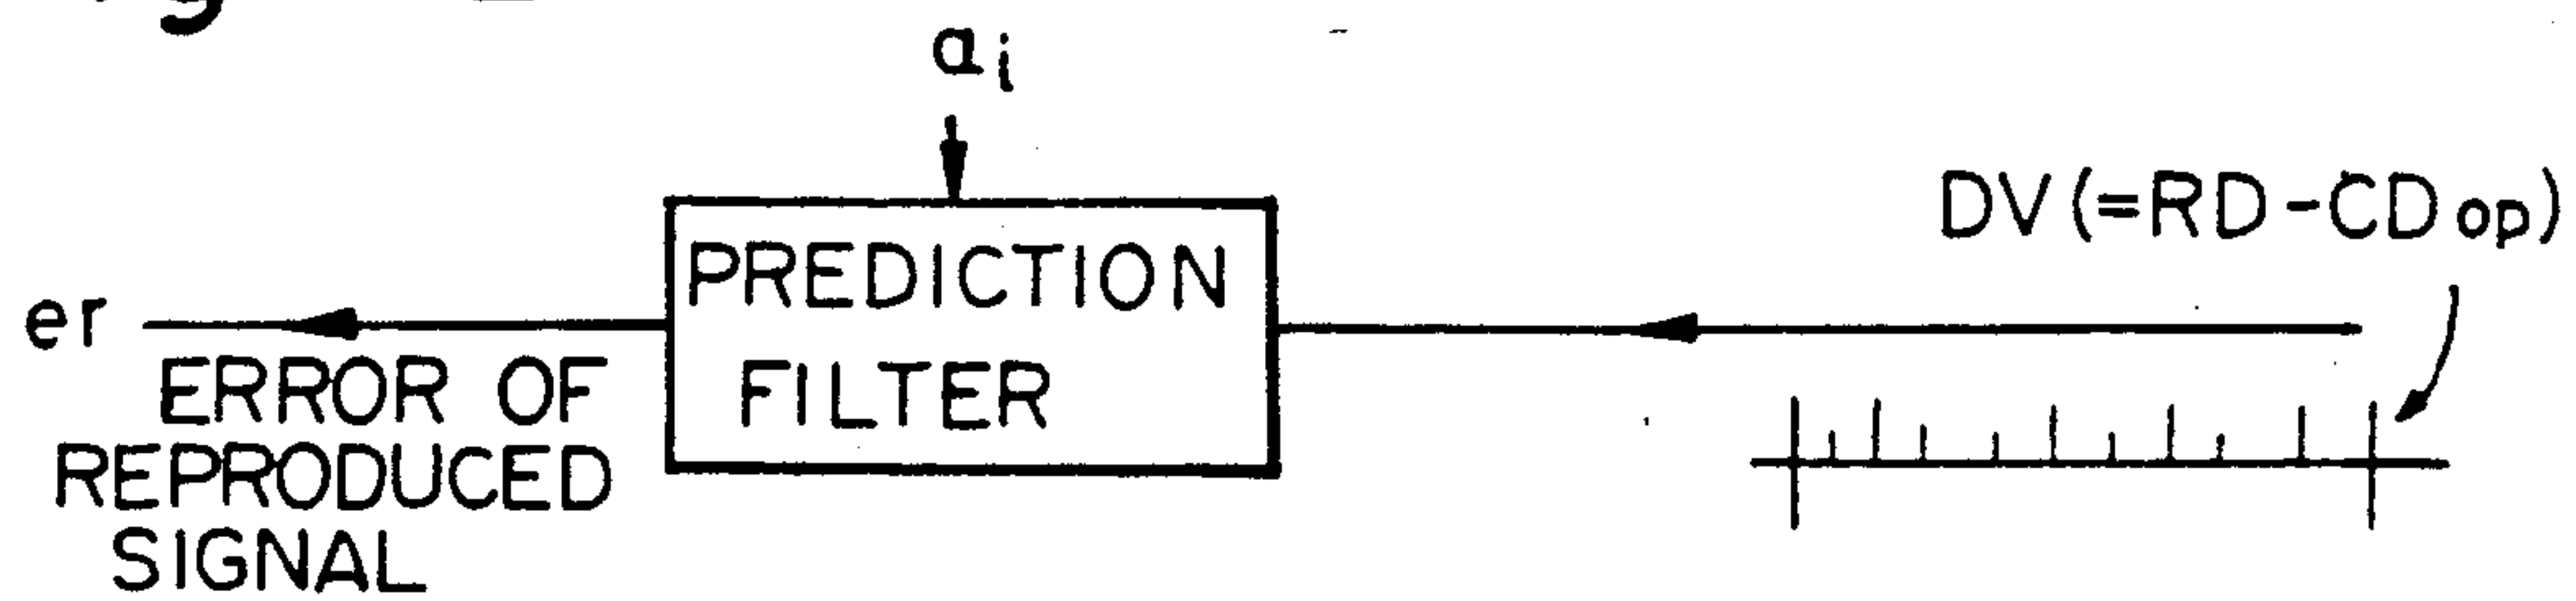 ai
DV(=RD-CDop)
PREDICTION
FILTER
er
ERROR OF
REPRODUCED
SIGNAL